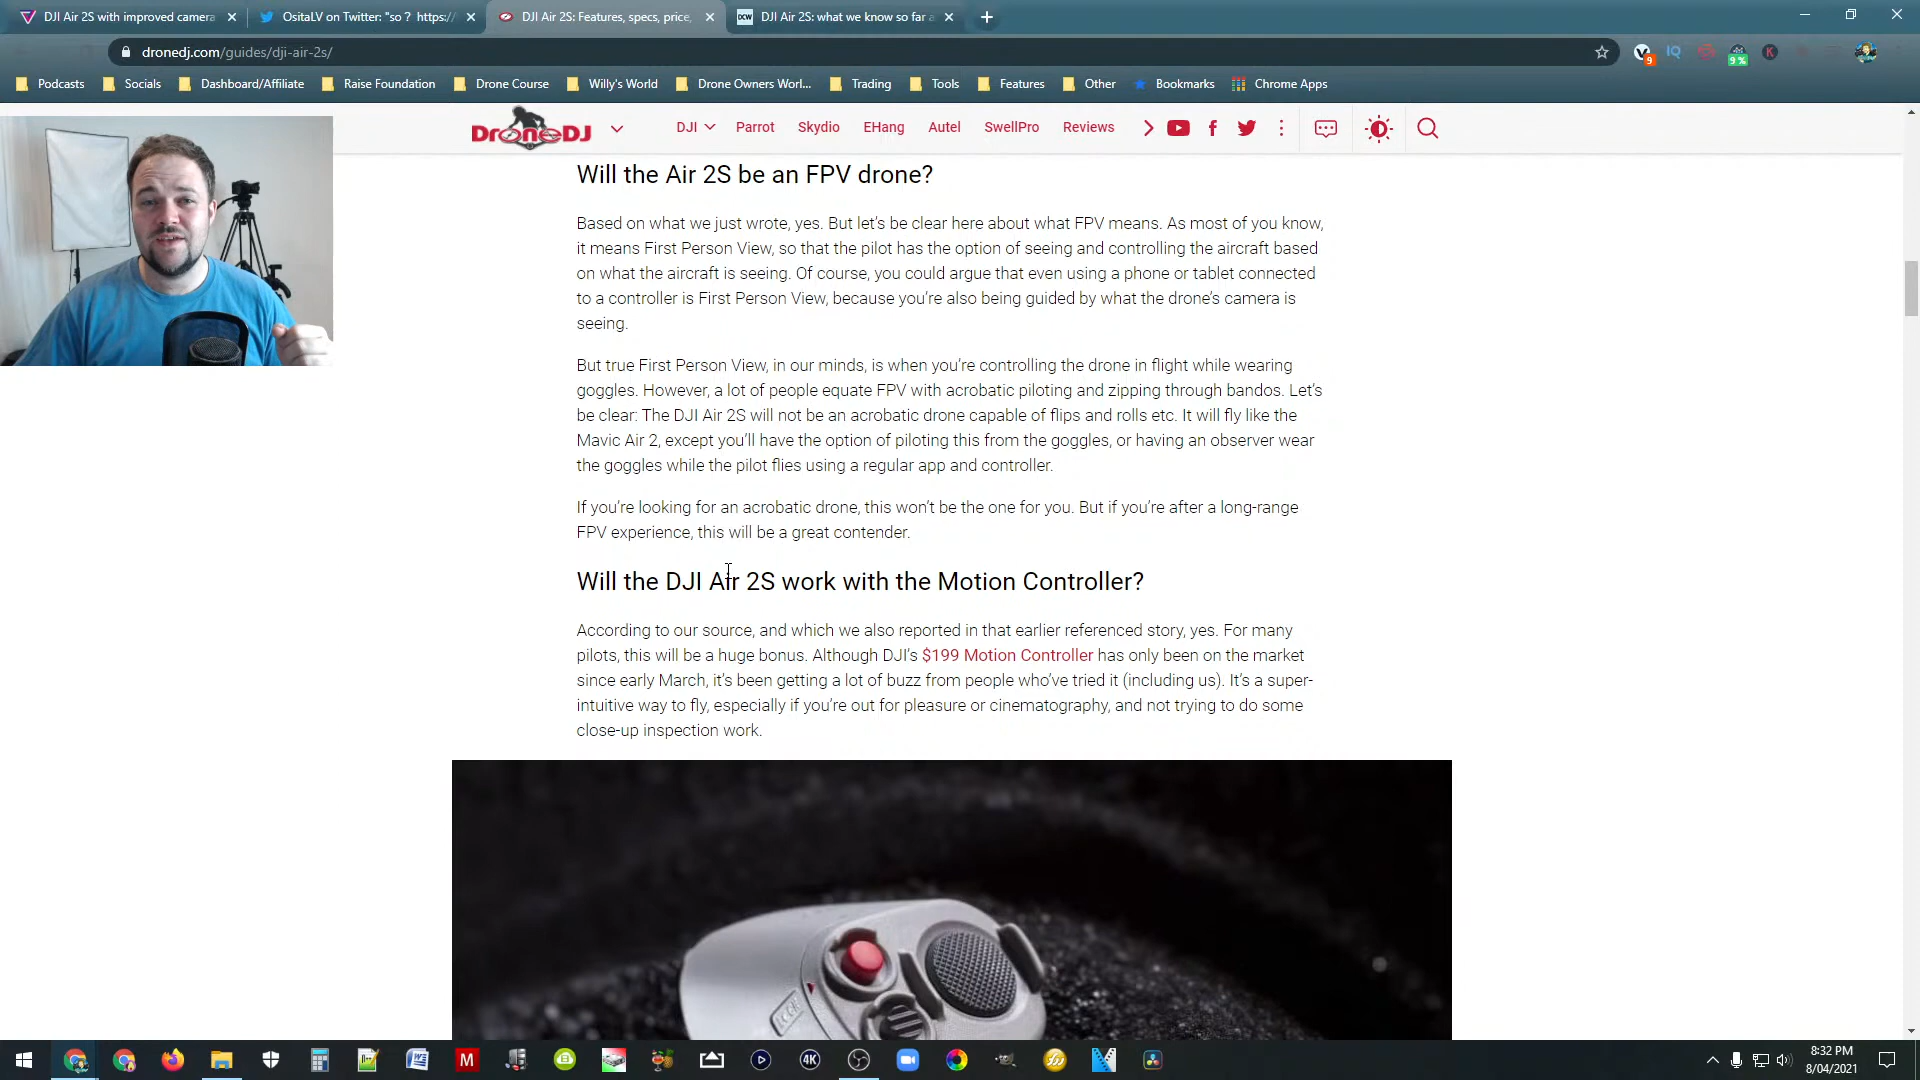 DJI Air 2S with improved camera
OsitaLV on Twitter: "so ? https:/
DJI Air 2S: Features, specs, price,
DCW DJI Air 2S: what we know so far a
dronedj.com/guides/dji-air-2s/
9
IQ
9%
K
Podcasts Socials Dashboard/Affiliate Raise Foundation Drone Course Willy's World Drone Owners Worl... Trading Tools Features Other Bookmarks Chrome Apps
DroneDJ DJI Parrot Skydio EHang Autel SwellPro Reviews
Will the Air 2S be an FPV drone?
Based on what we just wrote, yes. But let's be clear here about what FPV means. As most of you know,
it means First Person View, so that the pilot has the option of seeing and controlling the aircraft based
on what the aircraft is seeing. Of course, you could argue that even using a phone or tablet connected
to a controller is First Person View, because you're also being guided by what the drone's camera is
seeing.
But true First Person View, in our minds, is when you're controlling the drone in flight while wearing
goggles. However, a lot of people equate FPV with acrobatic piloting and zipping through bandos. Let's
be clear: The DJI Air 2S will not be an acrobatic drone capable of flips and rolls etc. It will fly like the
Mavic Air 2, except you'll have the option of piloting this from the goggles, or having an observer wear
the goggles while the pilot flies using a regular app and controller.
If you're looking for an acrobatic drone, this won't be the one for you. But if you're after a long-range
FPV experience, this will be a great contender.
Will the DJI Air 2S work with the Motion Controller?
According to our source, and which we also reported in that earlier referenced story, yes. For many
pilots, this will be a huge bonus. Although DJI's $199 Motion Controller has only been on the market
since early March, it's been getting a lot of buzz from people who've tried it (including us). It's a super-
intuitive way to fly, especially if you're out for pleasure or cinematography, and not trying to do some
close-up inspection work.
LOCK
M
4K
8:32 PM
8/04/2021